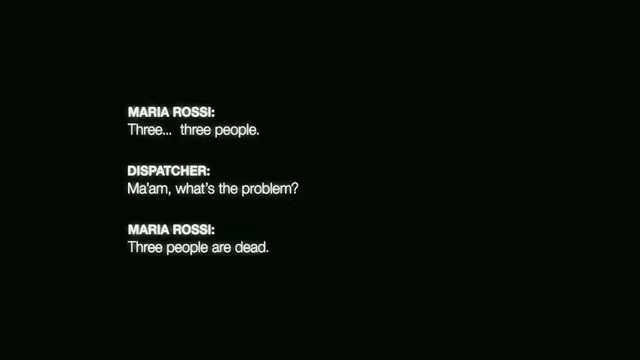 MARIA ROSSI:
Three... three people.
DISPATCHER:
Ma'am, what's the problem?
MARIA ROSSI:
Three people are dead.